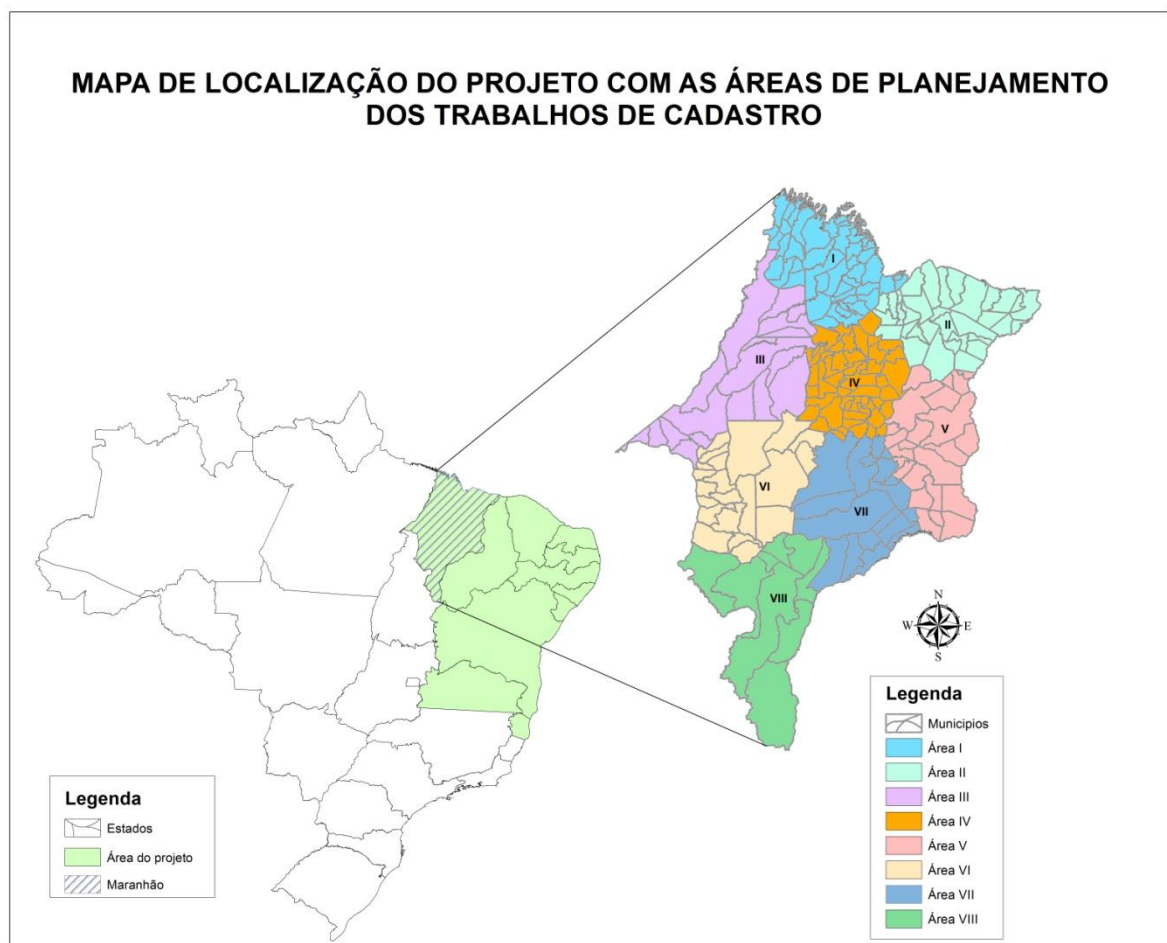 MAPA DE LOCALIZAÇÃO DO PROJETO COM AS ÁREAS DE PLANEJAMENTO
DOS TRABALHOS DE CADASTRO
I
II
III
IV
V
VI
VII
VIII
N
W
E
S
Legenda
Estados
Área do projeto
Maranhão
Legenda
Municipios
Área I
Área II
Área III
Área IV
Área V
Área VI
Área VII
Área VIII